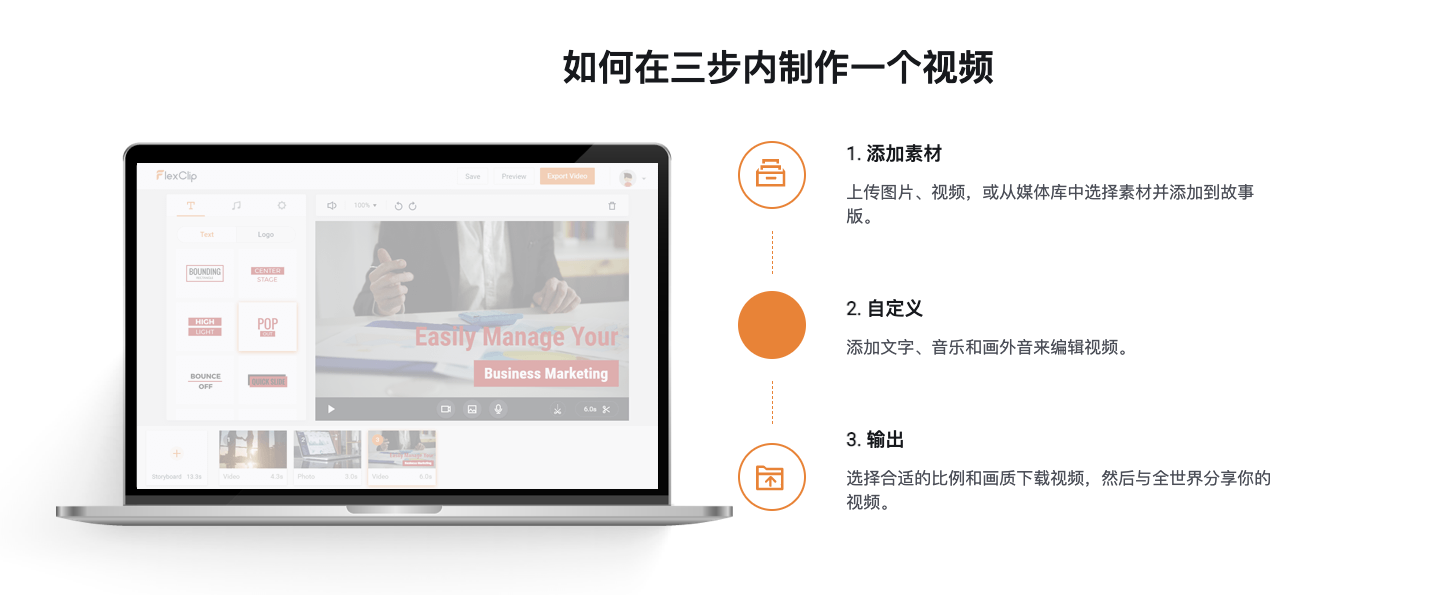 如何在三步内制作一个视频
FlexClip
Save
Preview
Export Video
100%
Text
Logo
BOUNDING
CENTER
STAGE
HIGH
LIGHT
POP
UP
BOUNCE
OFF
Easily Manage Your
Business Marketing
6.0s
Storyboard 13.3s
Video 4.3s
2
Photo 3.0s
3
Video 6.0s
1. 添加素材
上传图片、视频，或从媒体库中选择素材并添加到故事
版。
2. 自定义
添加文字、音乐和画外音来编辑视频。
3. 输出
选择合适的比例和画质下载视频，然后与全世界分享你的
视频。